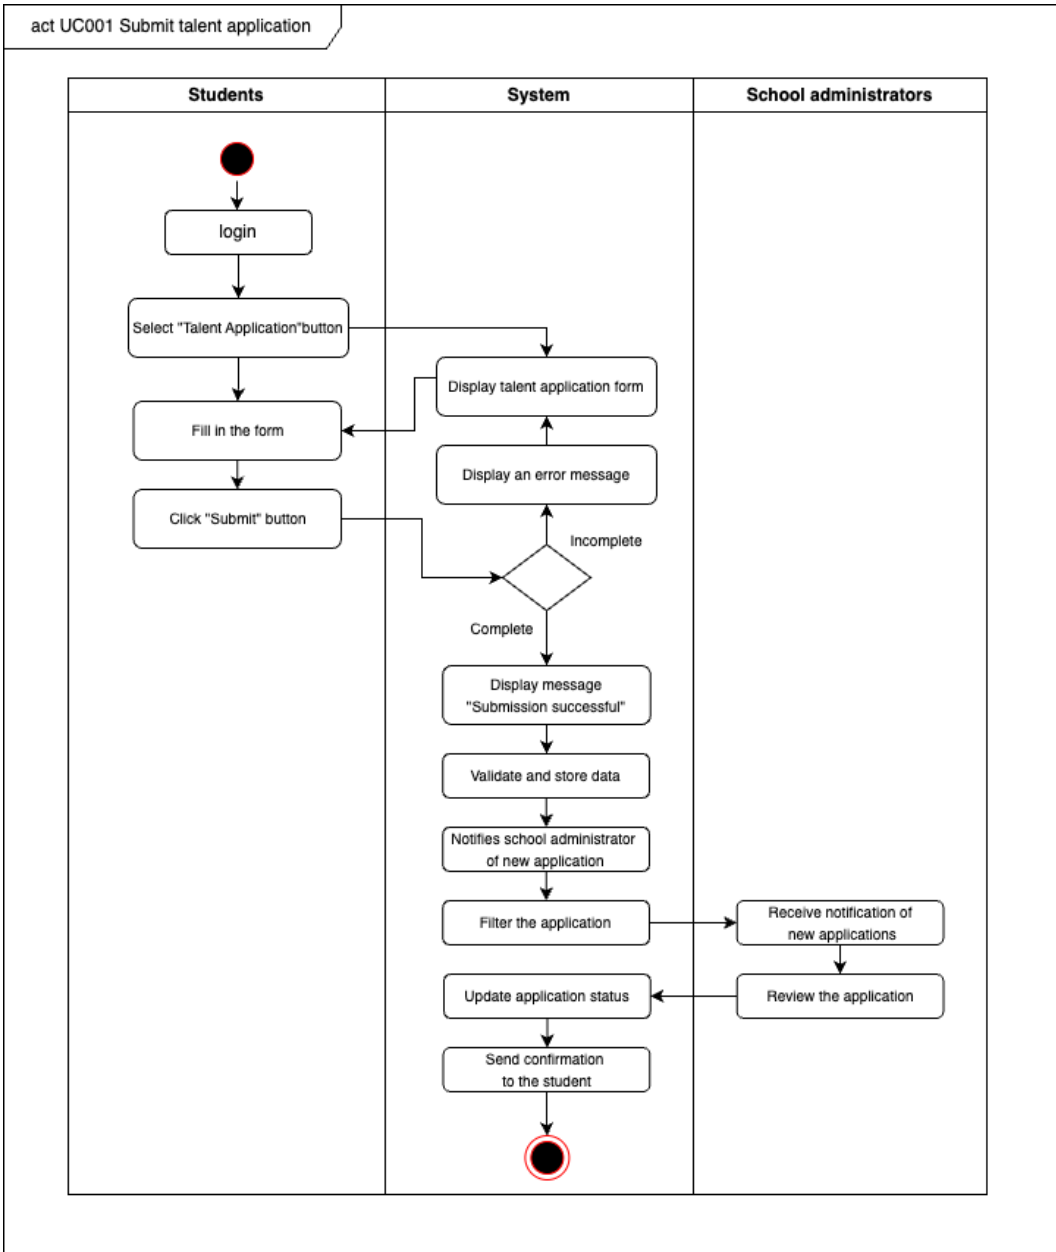 act UC001 Submit talent application
Students
System
School administrators
login
Select "Talent Application"button
Display talent application form
Fill in the form
Display an error message
Click "Submit" button
Incomplete
Complete
Display message
"Submission successful"
Validate and store data
Notifies school administrator
of new application
Filter the application
Receive notification of
new applications
Update application status
Review the application
Send confirmation
to the student